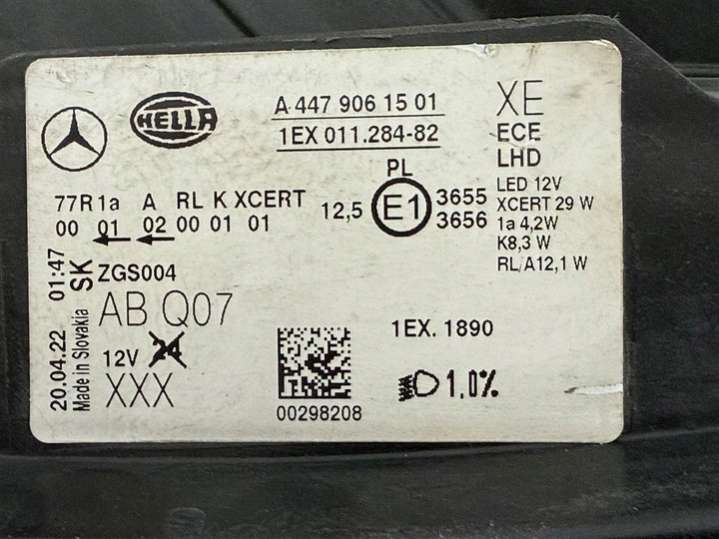 HELLA
A 447 906 15 01
1EX 011.284-82
XE
ECE
LHD
LED 12V
XCERT 29 W
1a 4,2W
K8,3 W
RL/A12,1 W
PL
77R 1a A RL K XCERT
00 01 02 00 01 01
12,5 E1 3655
3656
ZGS004
AB Q07
12V 24
XXX
20.04.22 01:47
Made in Slovakia SK
00298208
1EX. 1890
1.0%